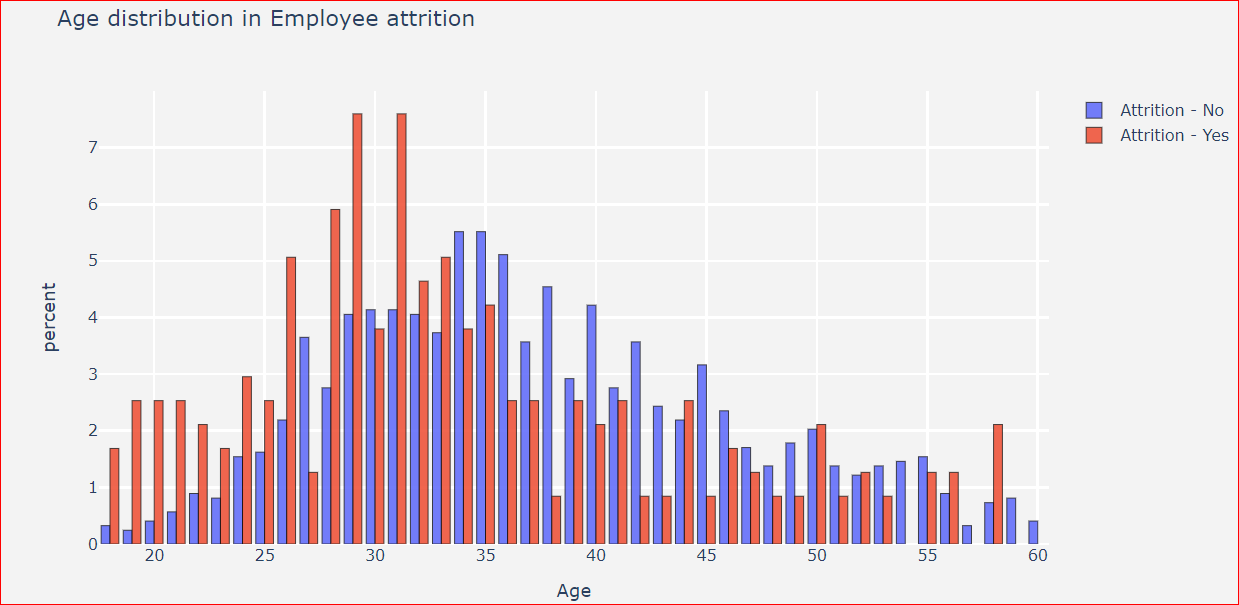 Age distribution in Employee attrition
Attrition - No
Attrition - Yes
7
6
5
4
3
2
1
0
percent
20 25 30 35 40 45 50 55 60
Age